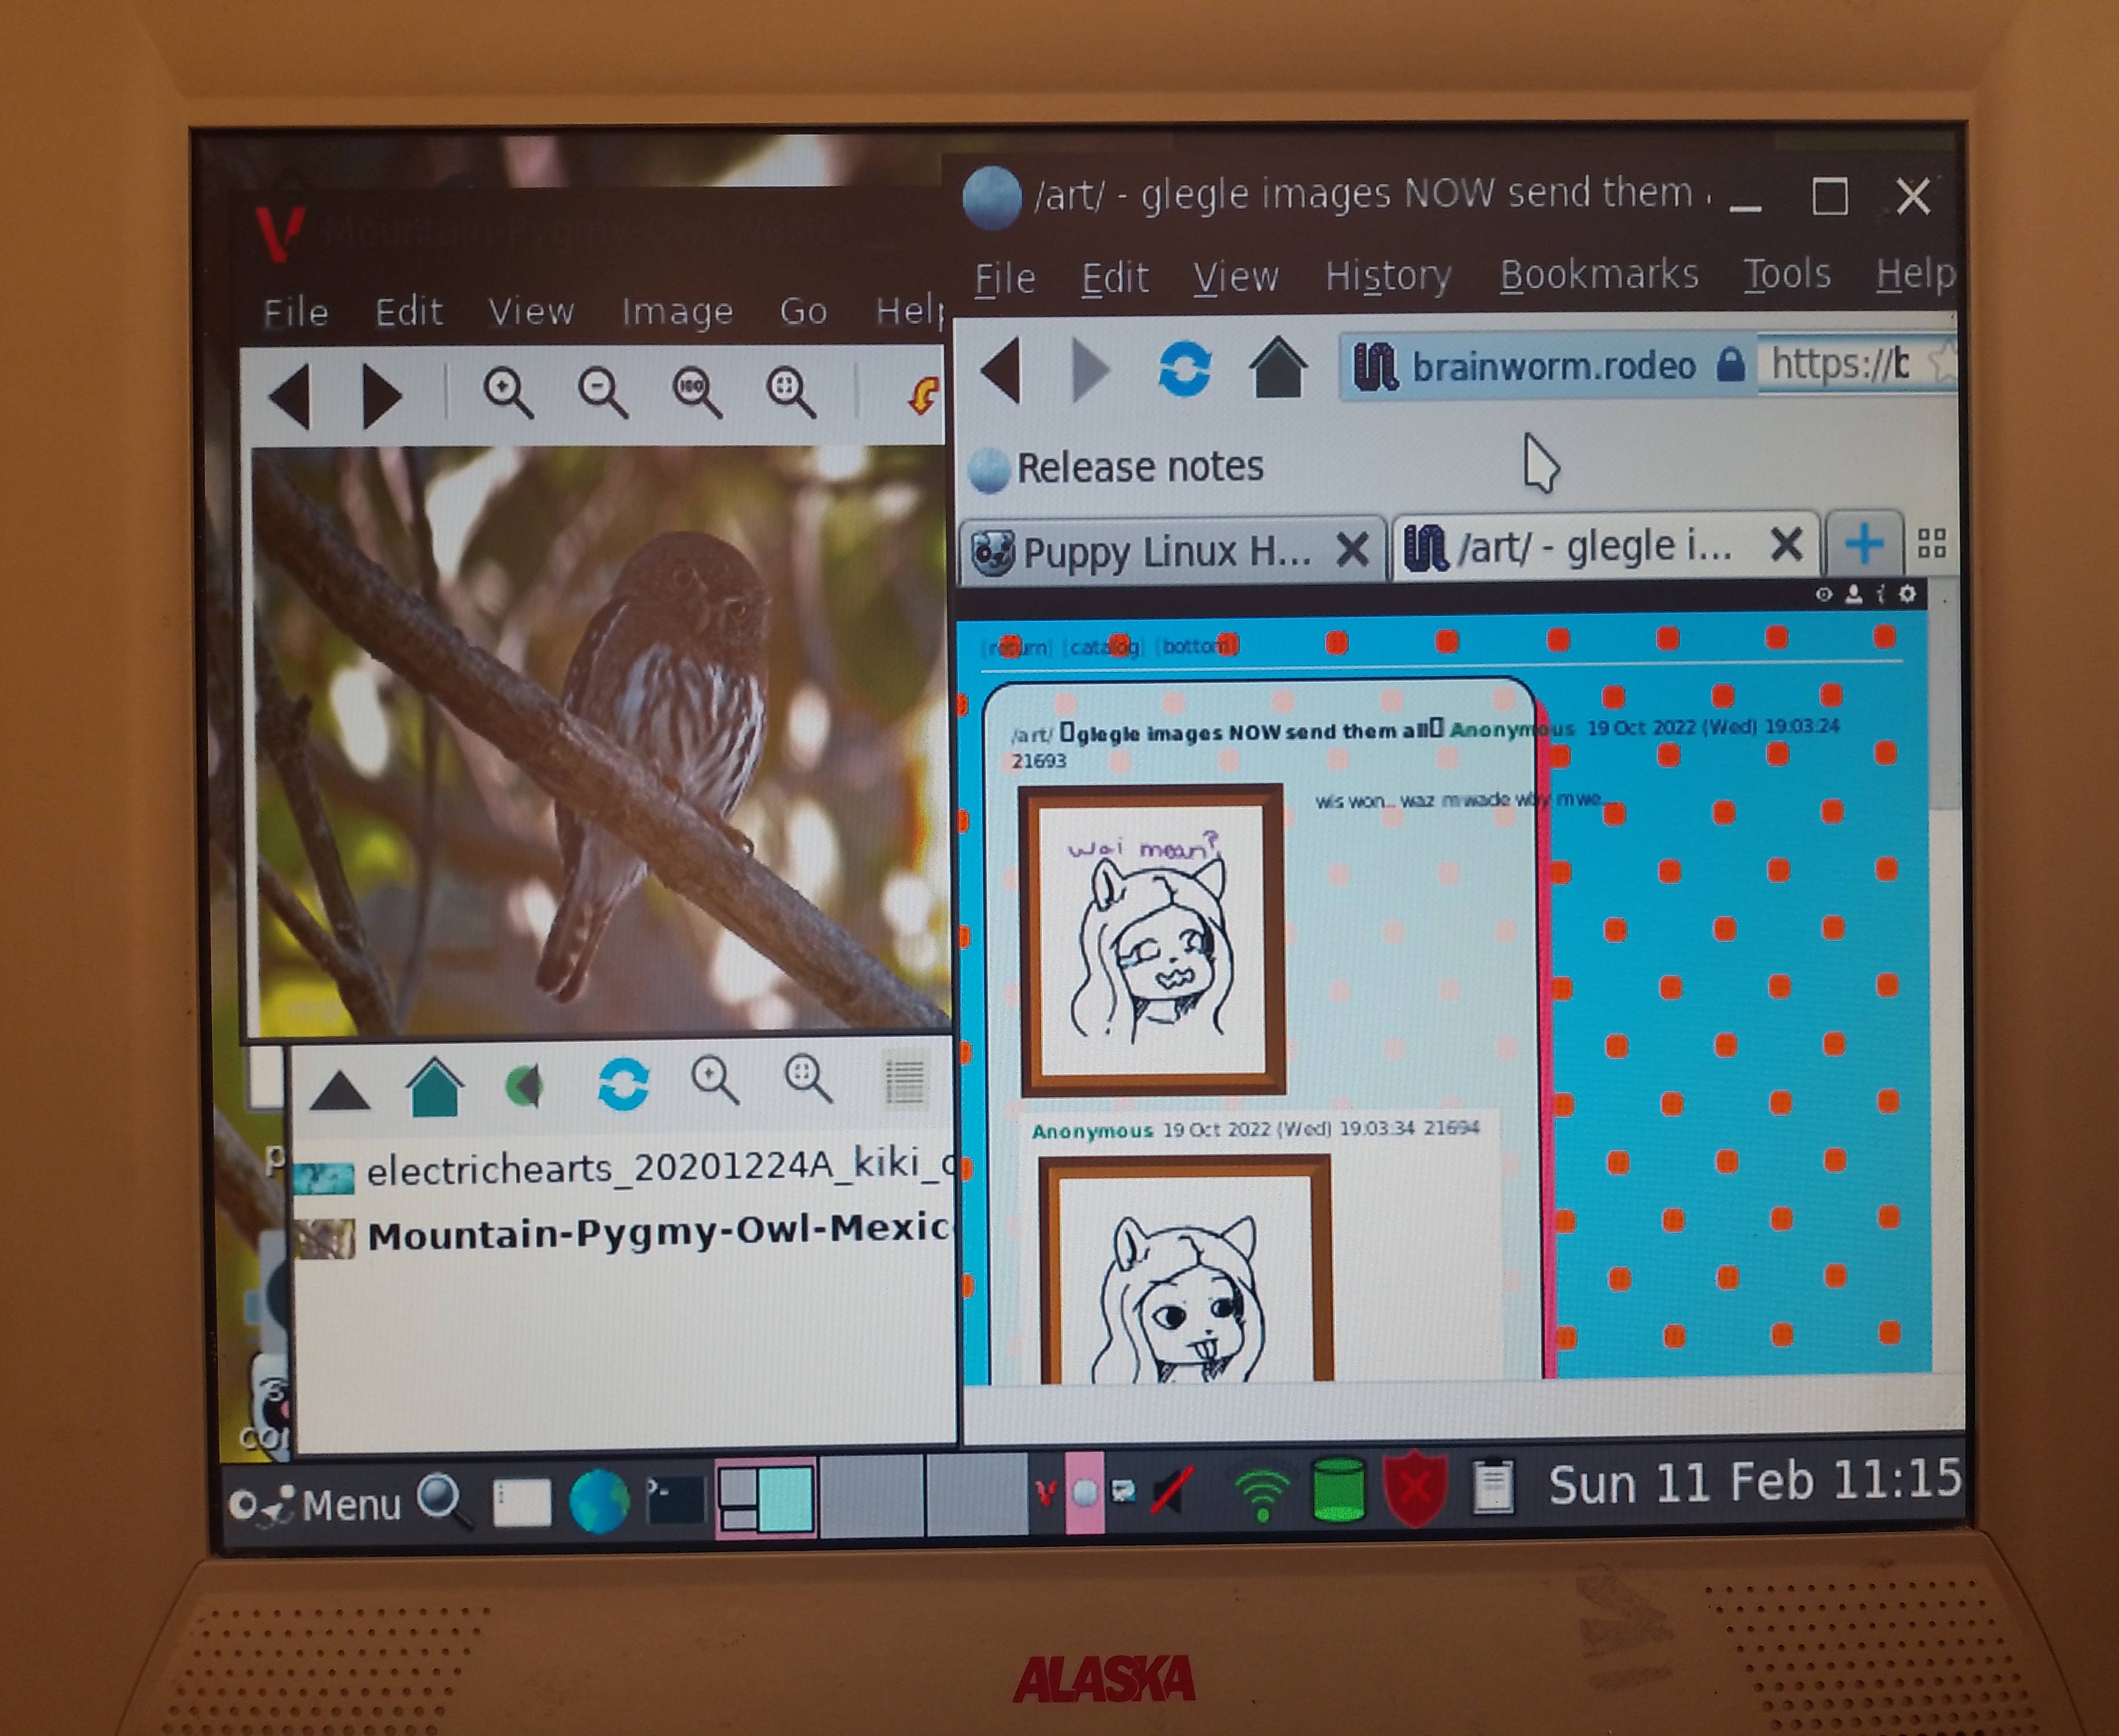 Mountain-Pygmy-Owl-Mexic
File Edit View Image Go Help
/art/ - glegle images NOW send them
File Edit View History Bookmarks Tools Help
brainworm.rodeo https://b
Release notes
Puppy Linux H... /art/ - glegle i...
[return] [catalog] [bottom]
/art/ glegle images NOW send them all Anonymous 19 Oct 2022 (Wed) 19:03:24
21693
wis won.. waz mwade why mwe...
wai mean?
Anonymous 19 Oct 2022 (Wed) 19:03:34 21694
electrichearts_20201224A_kiki_
Mountain-Pygmy-Owl-Mexic
Menu
Sun 11 Feb 11:15
ALASKA